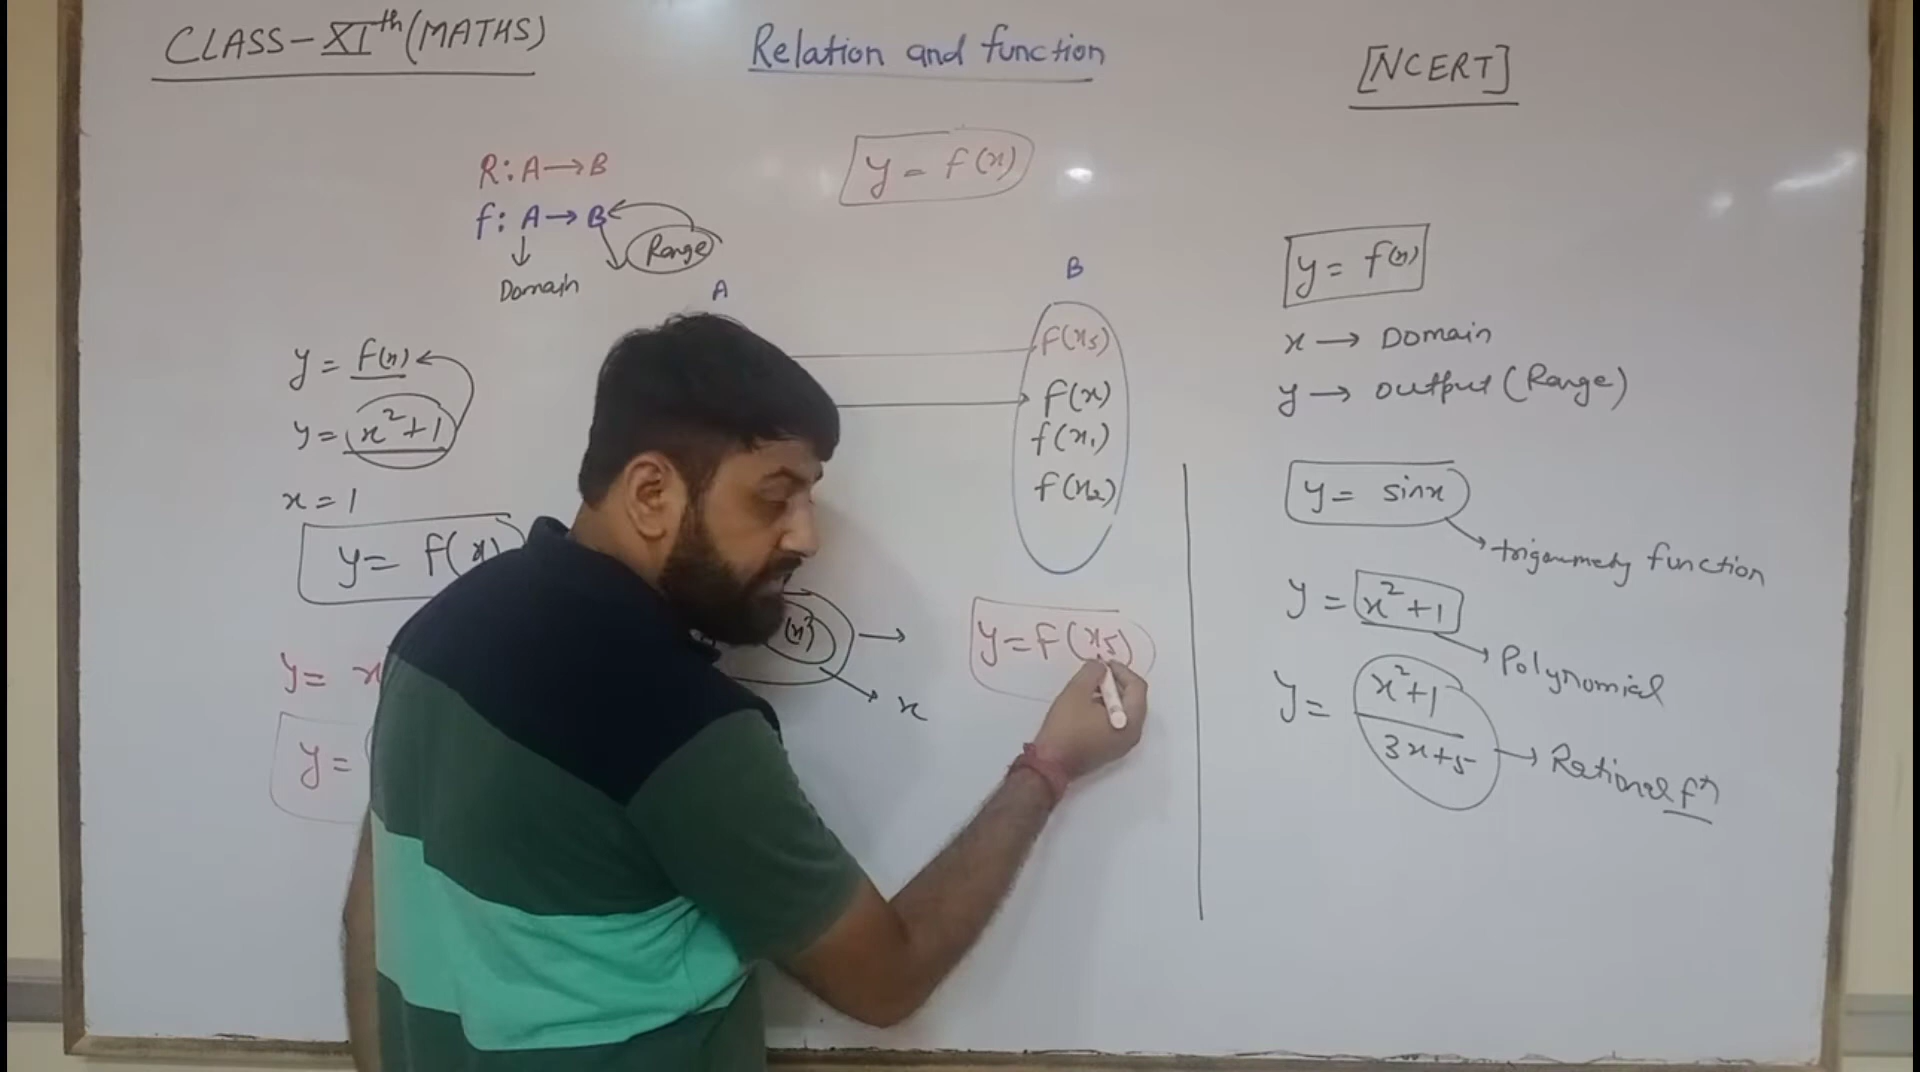 CLASS-XIth (MATHS)
Relation and function
[NCERT]
R: A→B
f: A→B
Range
Domain
y = f(x)
A
B
f(x5)
f(x)
f(x1)
f(x2)
y = f(x)
y = x²+1
x = 1
y = f(x)
y = x
y =
(x²)
→ x
y = f(x5)
y = f(x)
x → Domain
y → output (Range)
y = sinx
function
y = x²+1
Polynomial
y = x²+1
3x+5
→ Rational fⁿ